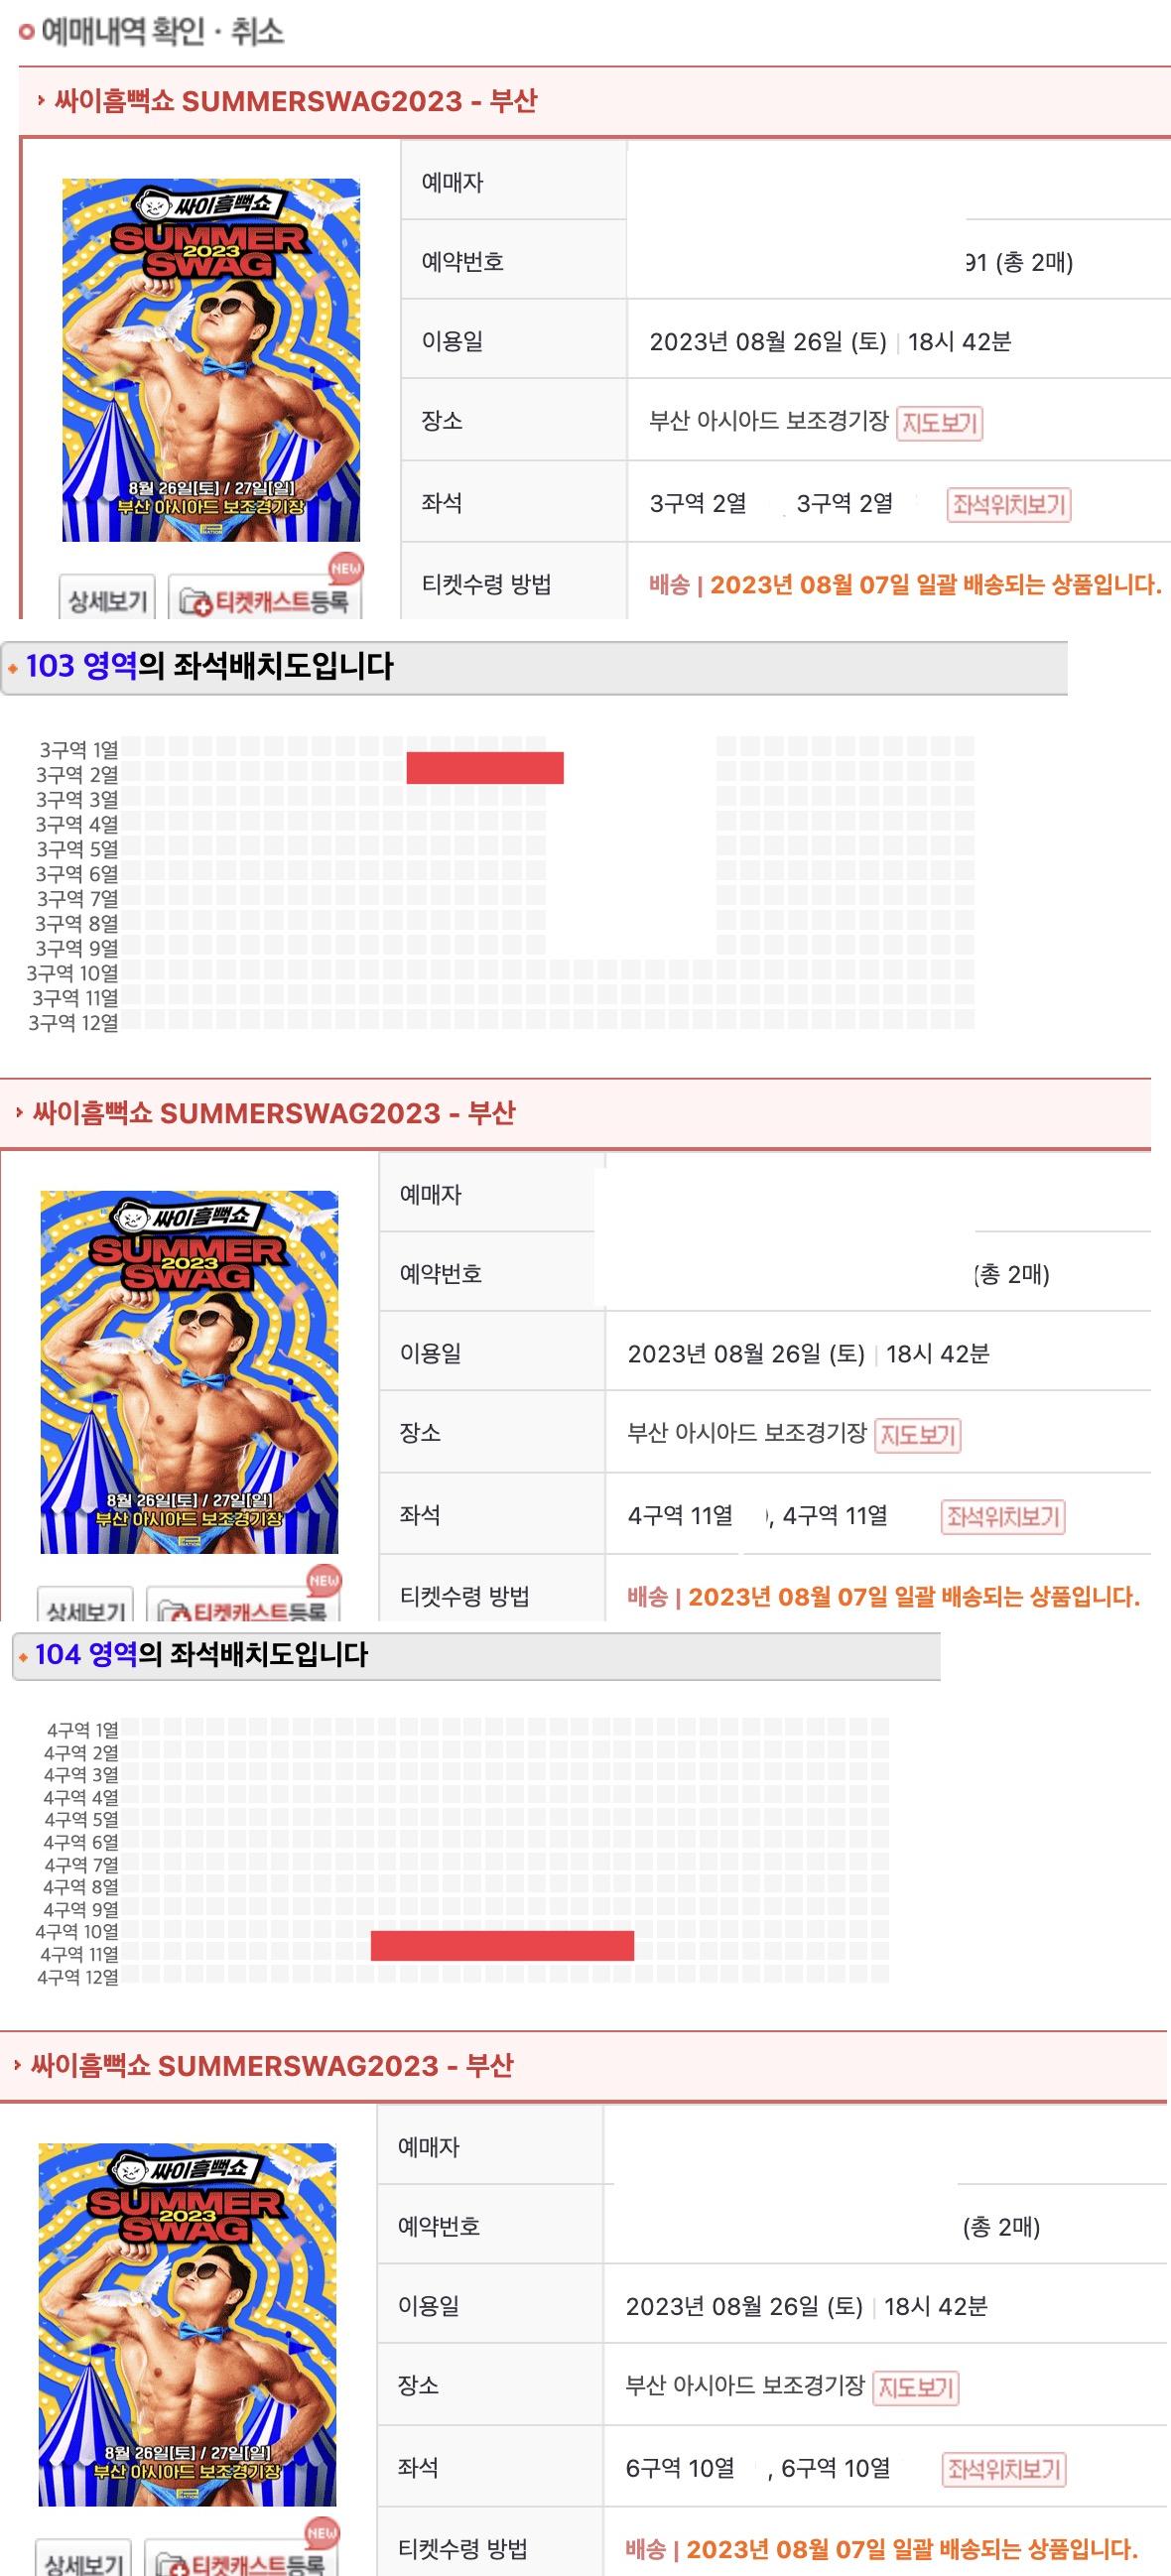 예매내역 확인 · 취소
싸이흠뻑쇼 SUMMERSWAG2023 - 부산
싸이흠뻑쇼
SUMMER
2023
SWAG
8월 26일[토] / 27일[일]
부산 아시아드 보조경기장
상세보기 티켓캐스트등록 NEW
예매자
예약번호 91 (총 2매)
이용일 2023년 08월 26일 (토) | 18시 42분
장소 부산 아시아드 보조경기장 지도보기
좌석 3구역 2열 3구역 2열 좌석위치보기
티켓수령 방법 배송 | 2023년 08월 07일 일괄 배송되는 상품입니다.
103 영역의 좌석배치도입니다
3구역 1열
3구역 2열
3구역 3열
3구역 4열
3구역 5열
3구역 6열
3구역 7열
3구역 8열
3구역 9열
3구역 10열
3구역 11열
3구역 12열
싸이흠뻑쇼 SUMMERSWAG2023 - 부산
싸이흠뻑쇼
SUMMER
2023
SWAG
8월 26일[토] / 27일[일]
부산 아시아드 보조경기장
상세보기 티켓캐스트등록 NEW
예매자
예약번호 (총 2매)
이용일 2023년 08월 26일 (토) | 18시 42분
장소 부산 아시아드 보조경기장 지도보기
좌석 4구역 11열 , 4구역 11열 좌석위치보기
티켓수령 방법 배송 | 2023년 08월 07일 일괄 배송되는 상품입니다.
104 영역의 좌석배치도입니다
4구역 1열
4구역 2열
4구역 3열
4구역 4열
4구역 5열
4구역 6열
4구역 7열
4구역 8열
4구역 9열
4구역 10열
4구역 11열
4구역 12열
싸이흠뻑쇼 SUMMERSWAG2023 - 부산
싸이흠뻑쇼
SUMMER
2023
SWAG
8월 26일[토] / 27일[일]
부산 아시아드 보조경기장
상세보기 티켓캐스트등록 NEW
예매자
예약번호 (총 2매)
이용일 2023년 08월 26일 (토) | 18시 42분
장소 부산 아시아드 보조경기장 지도보기
좌석 6구역 10열 , 6구역 10열 좌석위치보기
티켓수령 방법 배송 | 2023년 08월 07일 일괄 배송되는 상품입니다.